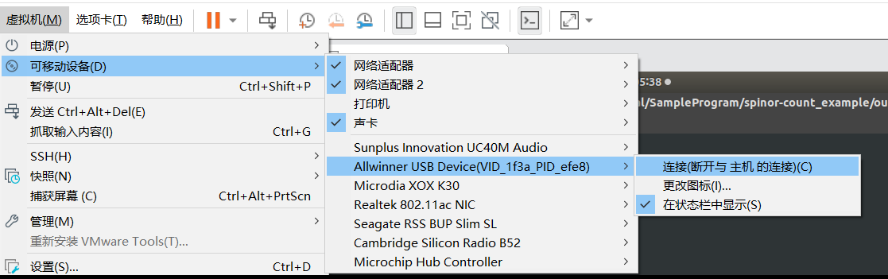 虚拟机(M) 选项卡(T) 帮助(H)
电源(P)
可移动设备(D)
暂停(U) Ctrl+Shift+P
发送 Ctrl+Alt+Del(E)
抓取输入内容(I) Ctrl+G
SSH(H)
快照(N)
捕获屏幕 (C) Ctrl+Alt+PrtScn
管理(M)
重新安装 VMware Tools(T)...
设置(S)... Ctrl+D
网络适配器
网络适配器 2
打印机
声卡
Sunplus Innovation UC40M Audio
Allwinner USB Device(VID_1f3a_PID_efe8)
Microdia XOX K30
Realtek 802.11ac NIC
Seagate RSS BUP Slim SL
Cambridge Silicon Radio B52
Microchip Hub Controller
5:38
l/SampleProgram/spinor-count_example/ou
连接(断开与 主机 的连接)(C)
更改图标(I)...
在状态栏中显示(S)